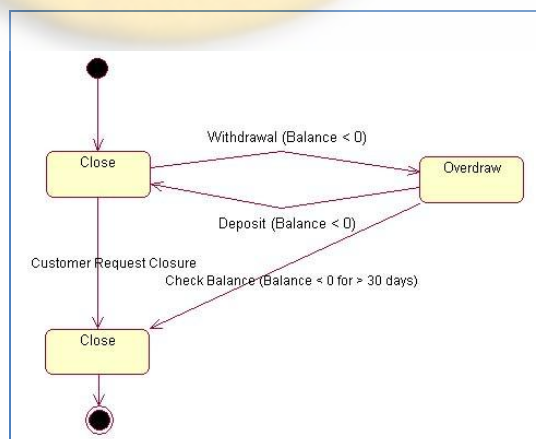 Withdrawal (Balance < 0)
Close
Overdraw
Deposit (Balance < 0)
Customer Request Closure
Check Balance (Balance < 0 for > 30 days)
Close